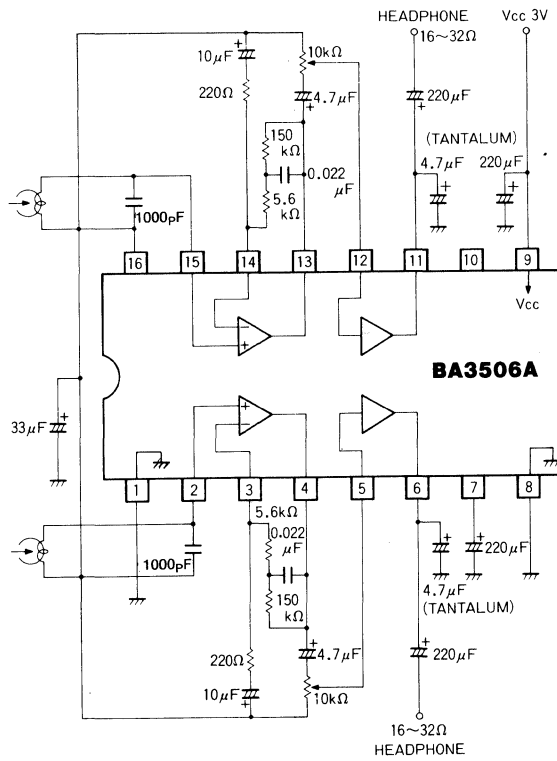 HEADPHONE
16~32Ω
Vcc 3V
10μF
+
10kΩ
220Ω
4.7μF
+
220μF
+
150
kΩ
(TANTALUM)
4.7μF
+
220μF
+
0.022
μF
5.6
kΩ
1000pF
16
15
14
13
12
11
10
9
Vcc
−
+
BA3506A
33μF
+
+
−
1
2
3
4
5
6
7
8
5.6kΩ
0.022
μF
1000pF
150
kΩ
+
4.7μF
(TANTALUM)
+
220μF
220Ω
+
4.7μF
+
220μF
10μF
+
10kΩ
16~32Ω
HEADPHONE